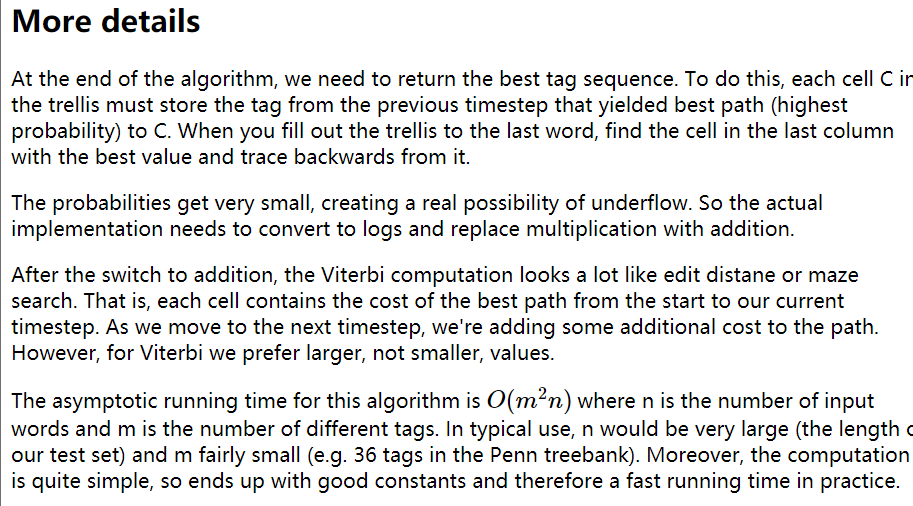 More details
At the end of the algorithm, we need to return the best tag sequence. To do this, each cell C in
the trellis must store the tag from the previous timestep that yielded best path (highest
probability) to C. When you fill out the trellis to the last word, find the cell in the last column
with the best value and trace backwards from it.
The probabilities get very small, creating a real possibility of underflow. So the actual
implementation needs to convert to logs and replace multiplication with addition.
After the switch to addition, the Viterbi computation looks a lot like edit distane or maze
search. That is, each cell contains the cost of the best path from the start to our current
timestep. As we move to the next timestep, we're adding some additional cost to the path.
However, for Viterbi we prefer larger, not smaller, values.
The asymptotic running time for this algorithm is O(m²n) where n is the number of input
words and m is the number of different tags. In typical use, n would be very large (the length
our test set) and m fairly small (e.g. 36 tags in the Penn treebank). Moreover, the computation
is quite simple, so ends up with good constants and therefore a fast running time in practice.